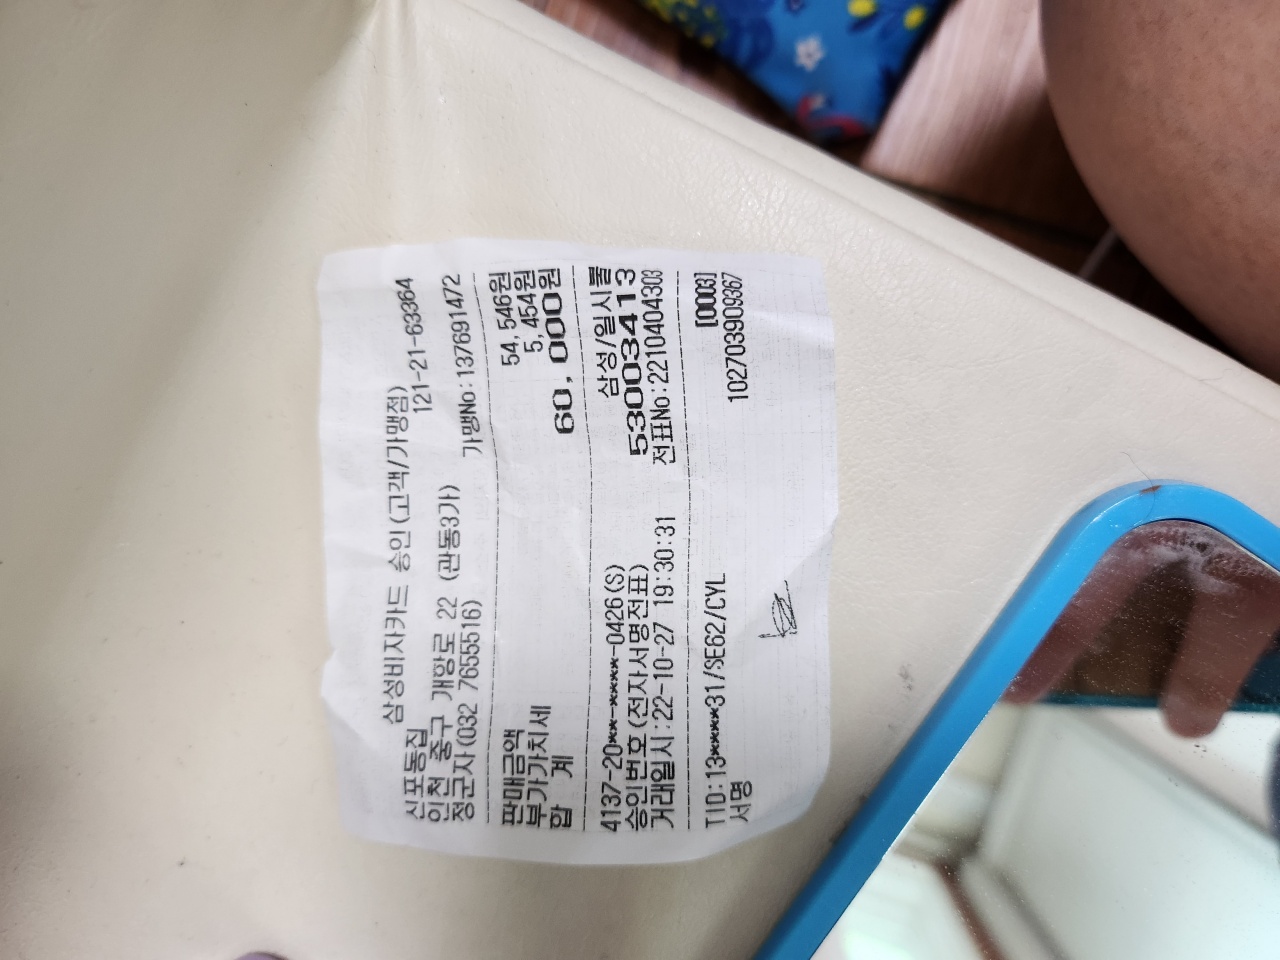 삼성비자카드 승인(고객/가맹점)
신포동집 121-21-63364
인천 중구 개항로 22 (관동3가)
정군자(032 7655516) 가맹No:137691472
판매금액 54,546원
부가가치세 5,454원
합 계 60,000원
4137-20**-****-0426(S) 삼성/일시불
승인번호(전자서명전표) 53003413
거래일시:22-10-27 19:30:31 전표No:2210404303
TID:13****31/SE62/CYL [0003]
서명 102703909367